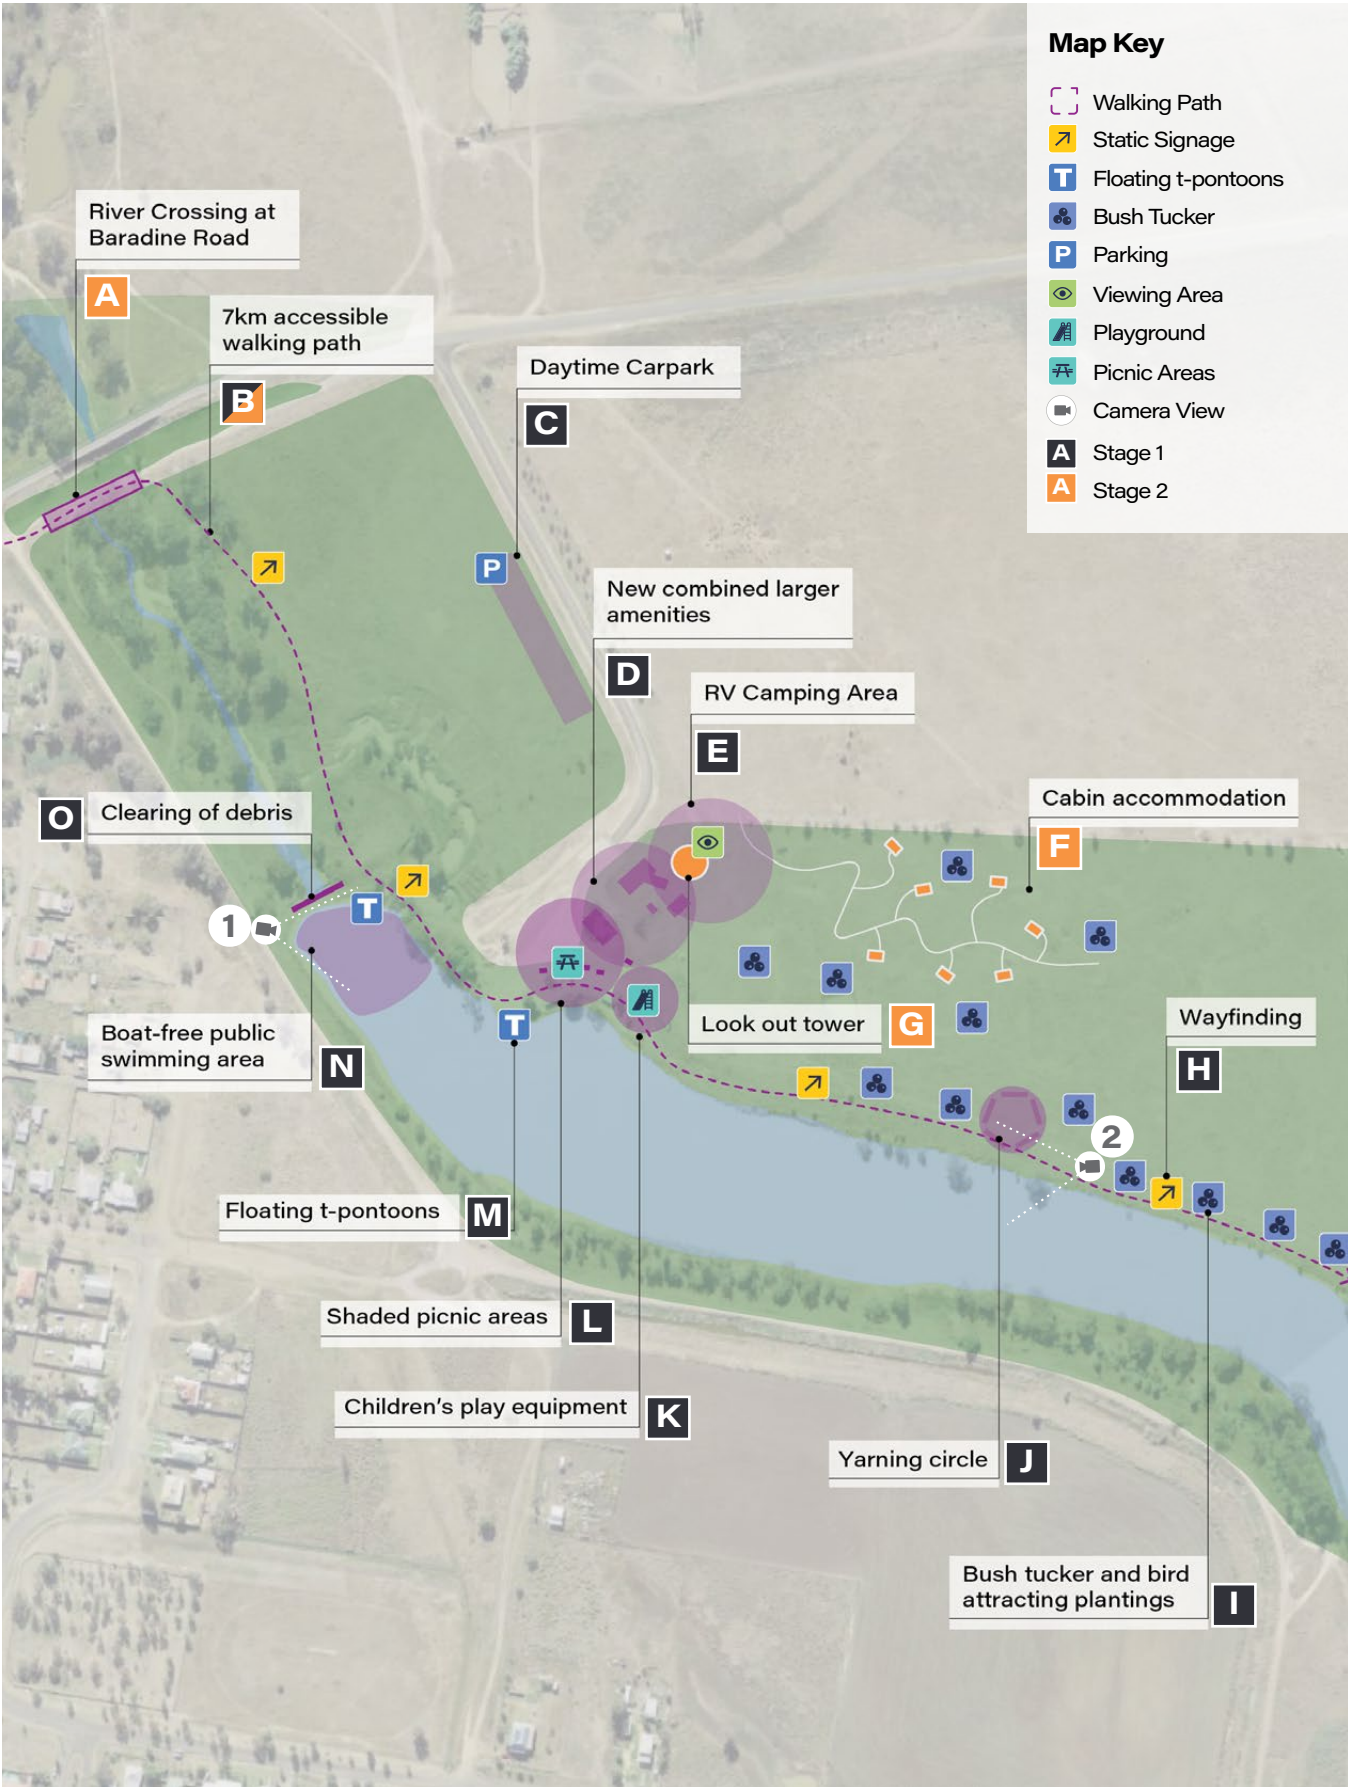 Map Key
Walking Path
Static Signage
T Floating t-pontoons
Bush Tucker
P Parking
Viewing Area
Playground
Picnic Areas
Camera View
A Stage 1
A Stage 2
River Crossing at
Baradine Road
A
7km accessible
walking path
B
Daytime Carpark
C
P
New combined larger
amenities
D
RV Camping Area
E
Cabin accommodation
F
O
Clearing of debris
T
1
Boat-free public
swimming area
N
T
Look out tower
G
Wayfinding
H
2
Floating t-pontoons
M
Shaded picnic areas
L
Children's play equipment
K
Yarning circle
J
Bush tucker and bird
attracting plantings
I